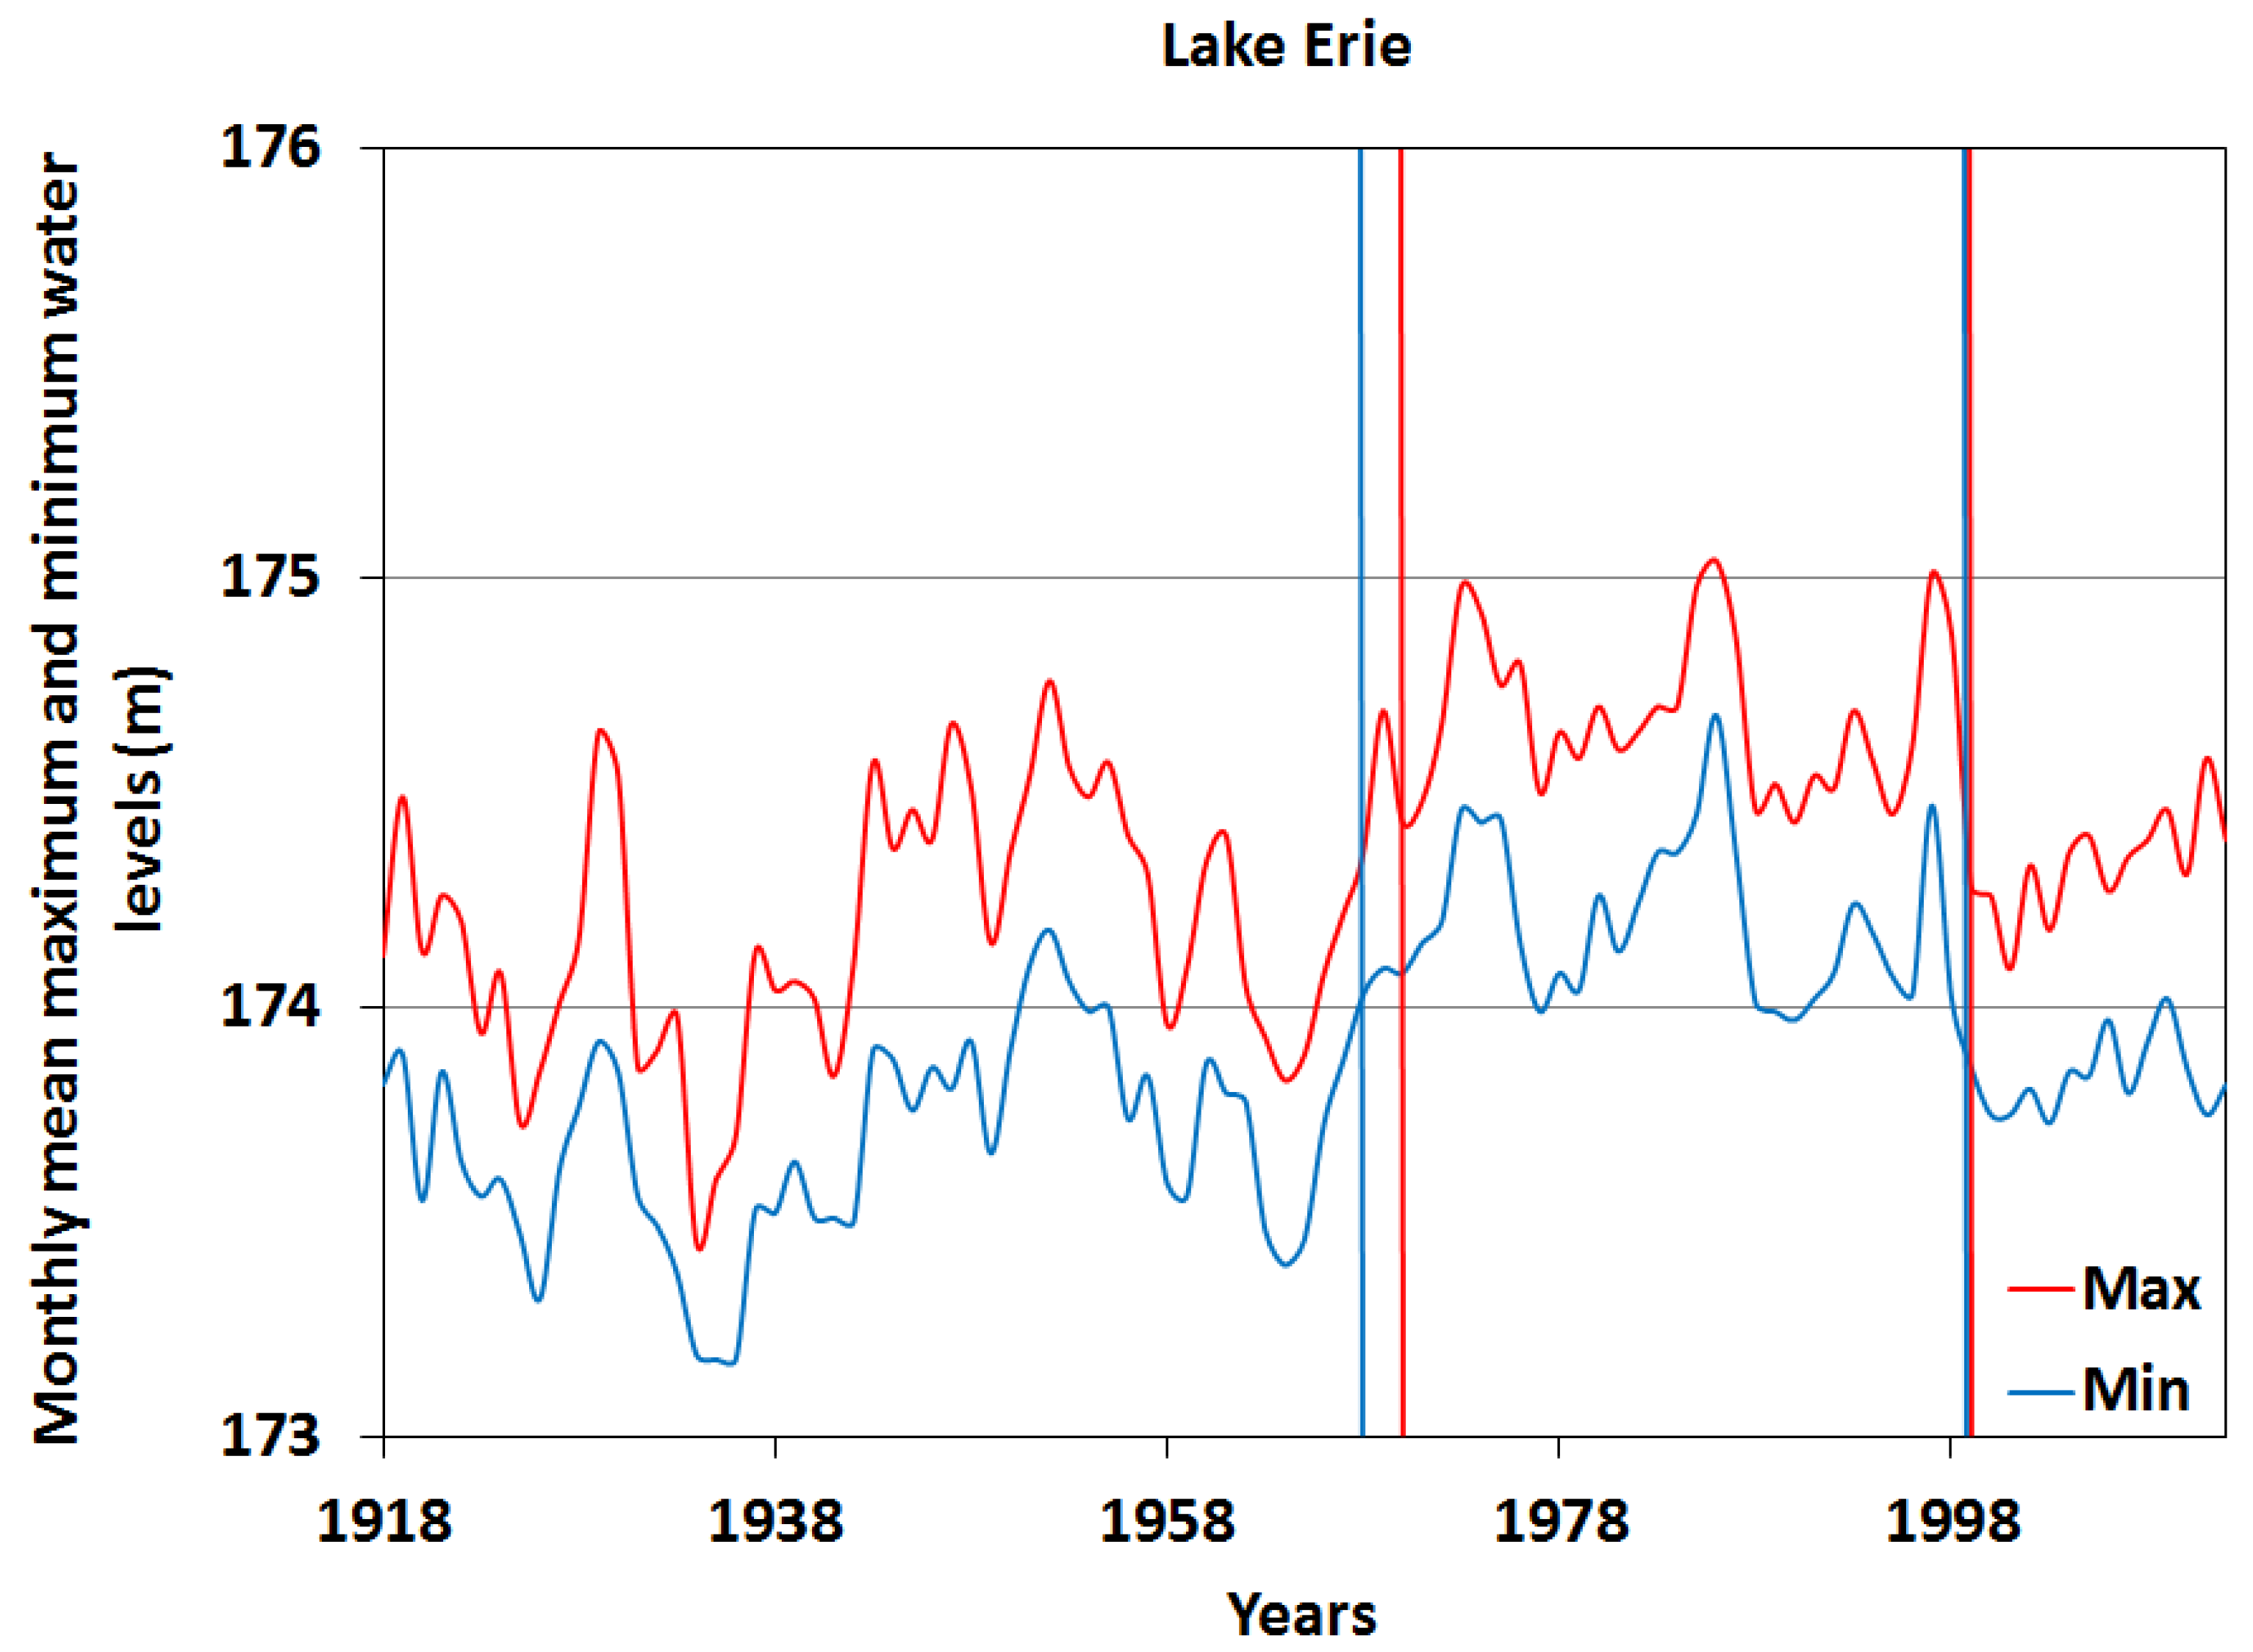 Lake Erie
Monthly mean maximum and minimum water
levels (m)
176
175
174
173
1918
1938
1958
1978
1998
Years
Max
Min